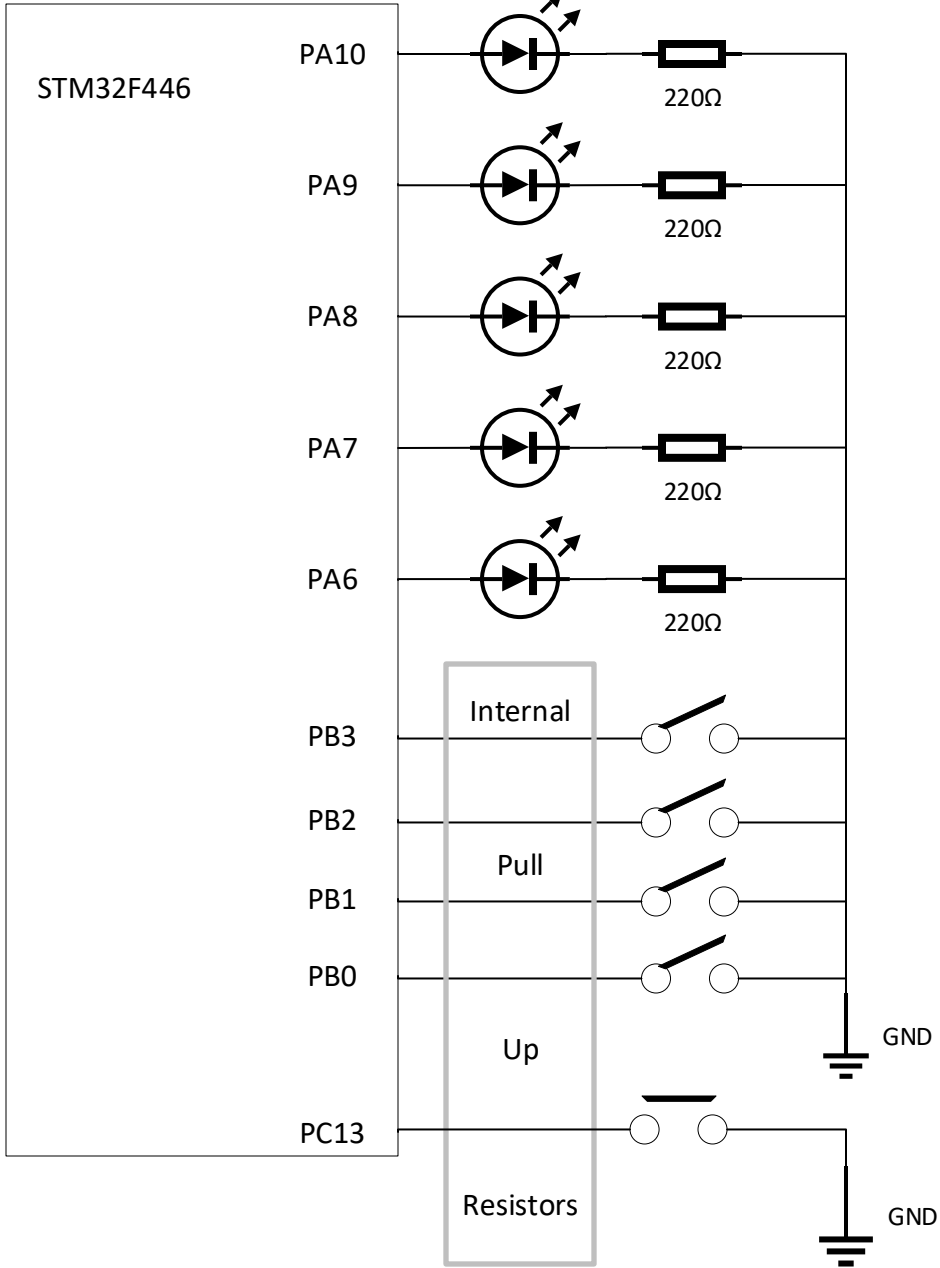 PA10
STM32F446
220Ω
PA9
220Ω
PA8
220Ω
PA7
220Ω
PA6
220Ω
Internal
PB3
PB2
Pull
PB1
PB0
GND
Up
PC13
Resistors
GND